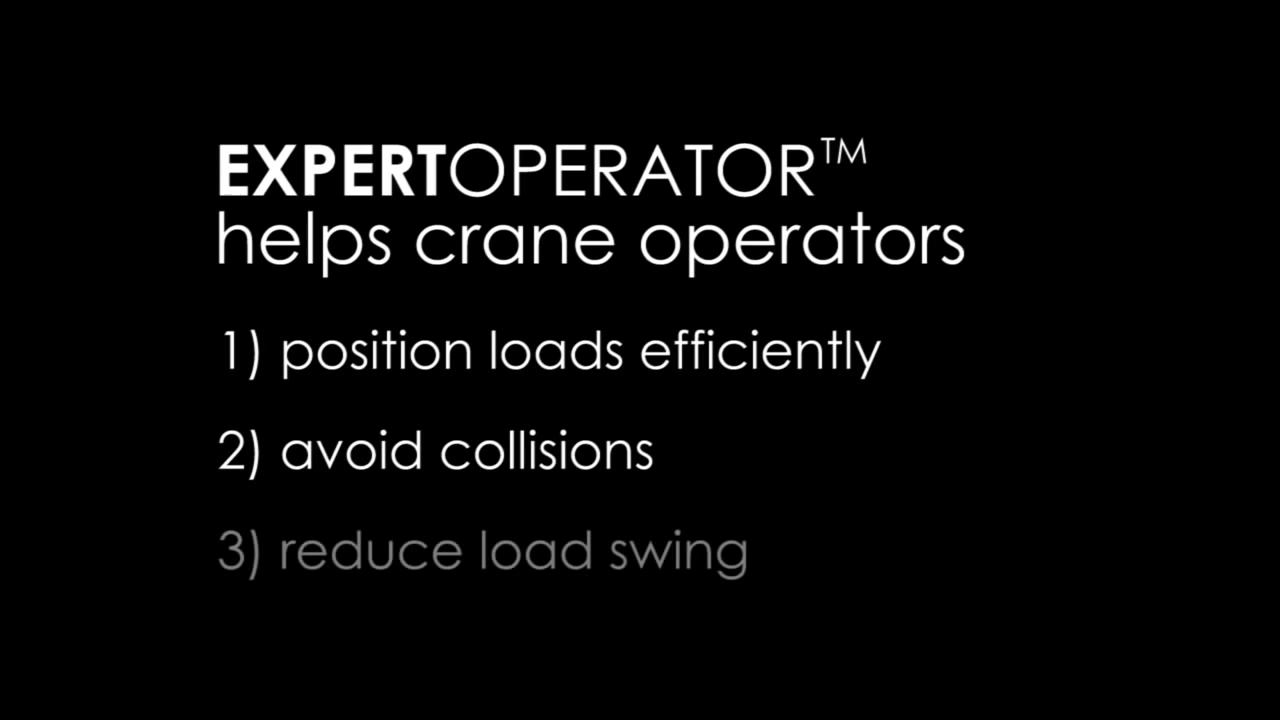 EXPERTOPERATOR™
helps crane operators
1) position loads efficiently
2) avoid collisions
3) reduce load swing